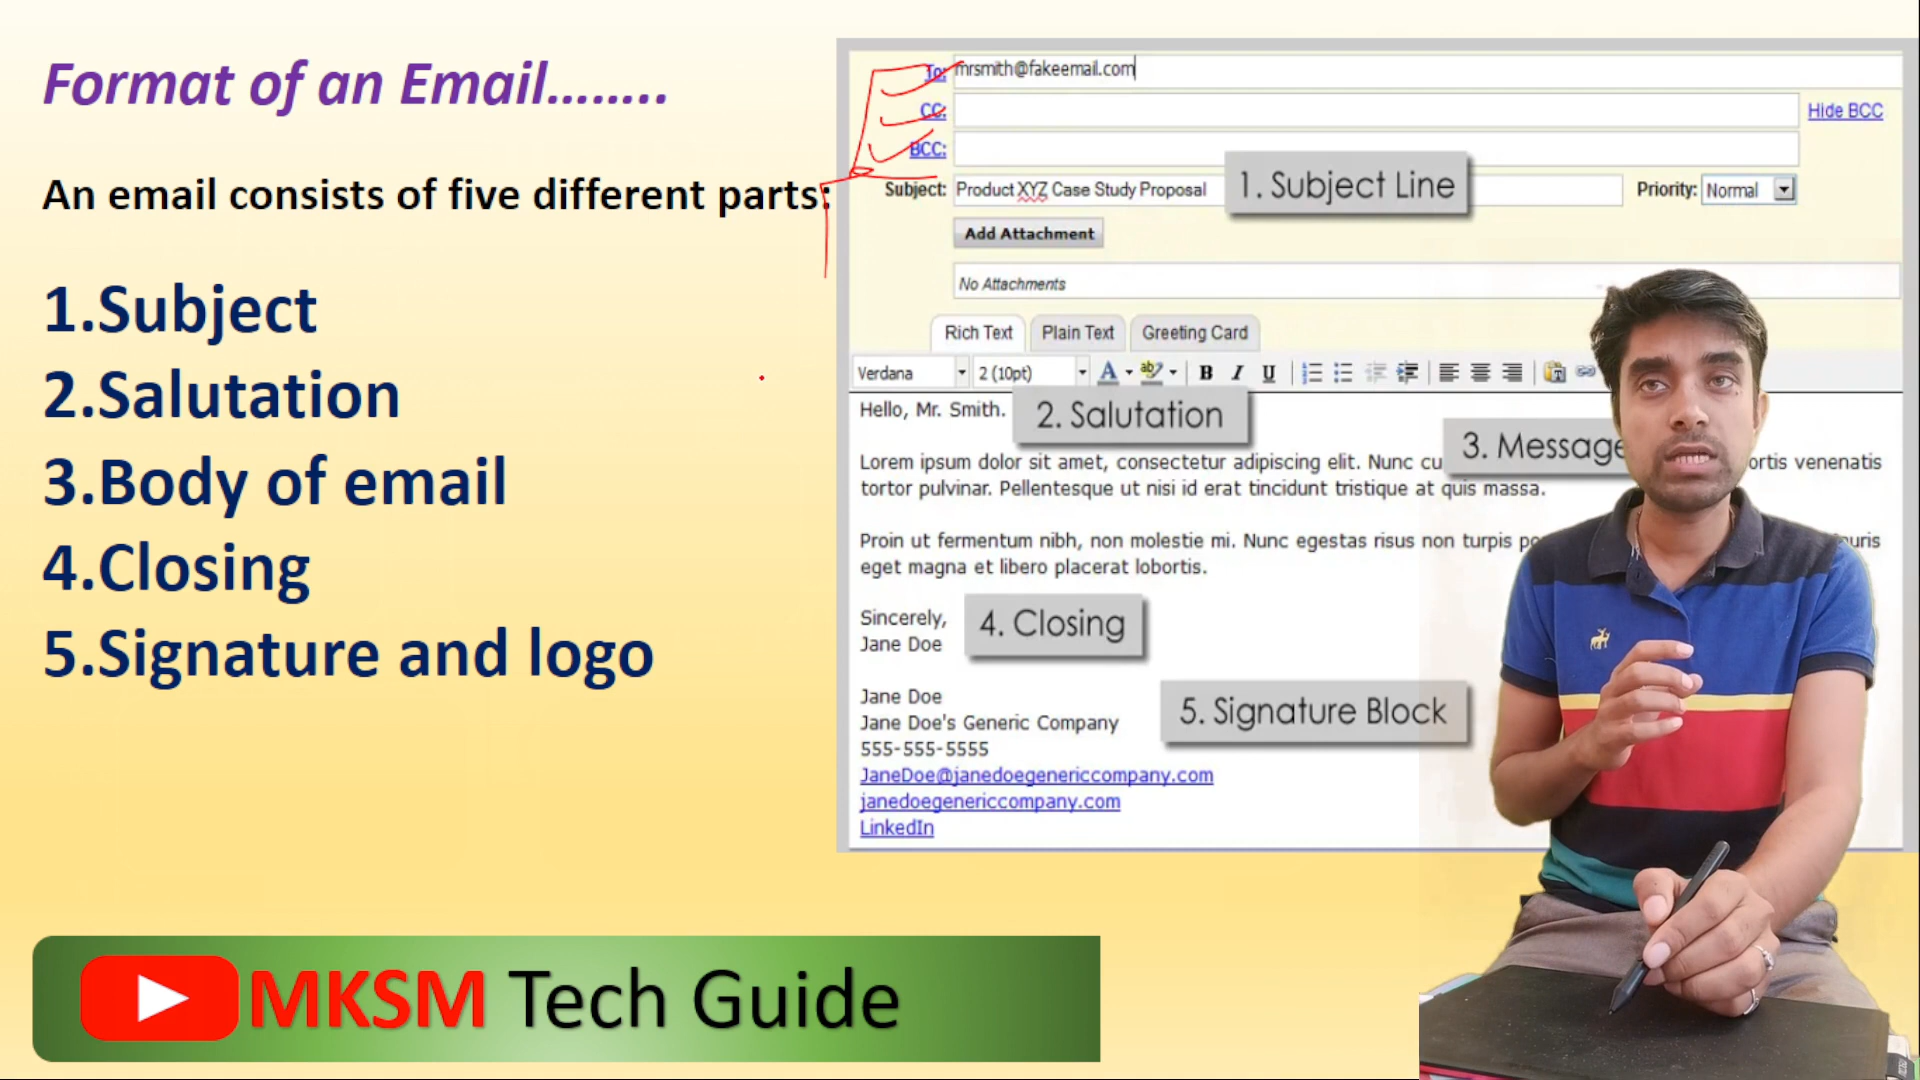 Format of an Email……..
An email consists of five different parts:
1.Subject
2.Salutation
3.Body of email
4.Closing
5.Signature and logo
MKSM Tech Guide
To: mrsmith@fakeemail.com
CC: Hide BCC
BCC:
Subject: Product XYZ Case Study Proposal 1. Subject Line Priority: Normal
Add Attachment
No Attachments
Rich Text Plain Text Greeting Card
Verdana 2 (10pt) A ab B I U
Hello, Mr. Smith. 2. Salutation
3. Message
Lorem ipsum dolor sit amet, consectetur adipiscing elit. Nunc venenatis
tortor pulvinar. Pellentesque ut nisi id erat tincidunt tristique at quis massa.
Proin ut fermentum nibh, non molestie mi. Nunc egestas risus non turpis
eget magna et libero placerat lobortis.
Sincerely, 4. Closing
Jane Doe
Jane Doe 5. Signature Block
Jane Doe's Generic Company
555-555-5555
JaneDoe@janedoegenericcompany.com
janedoegenericcompany.com
LinkedIn